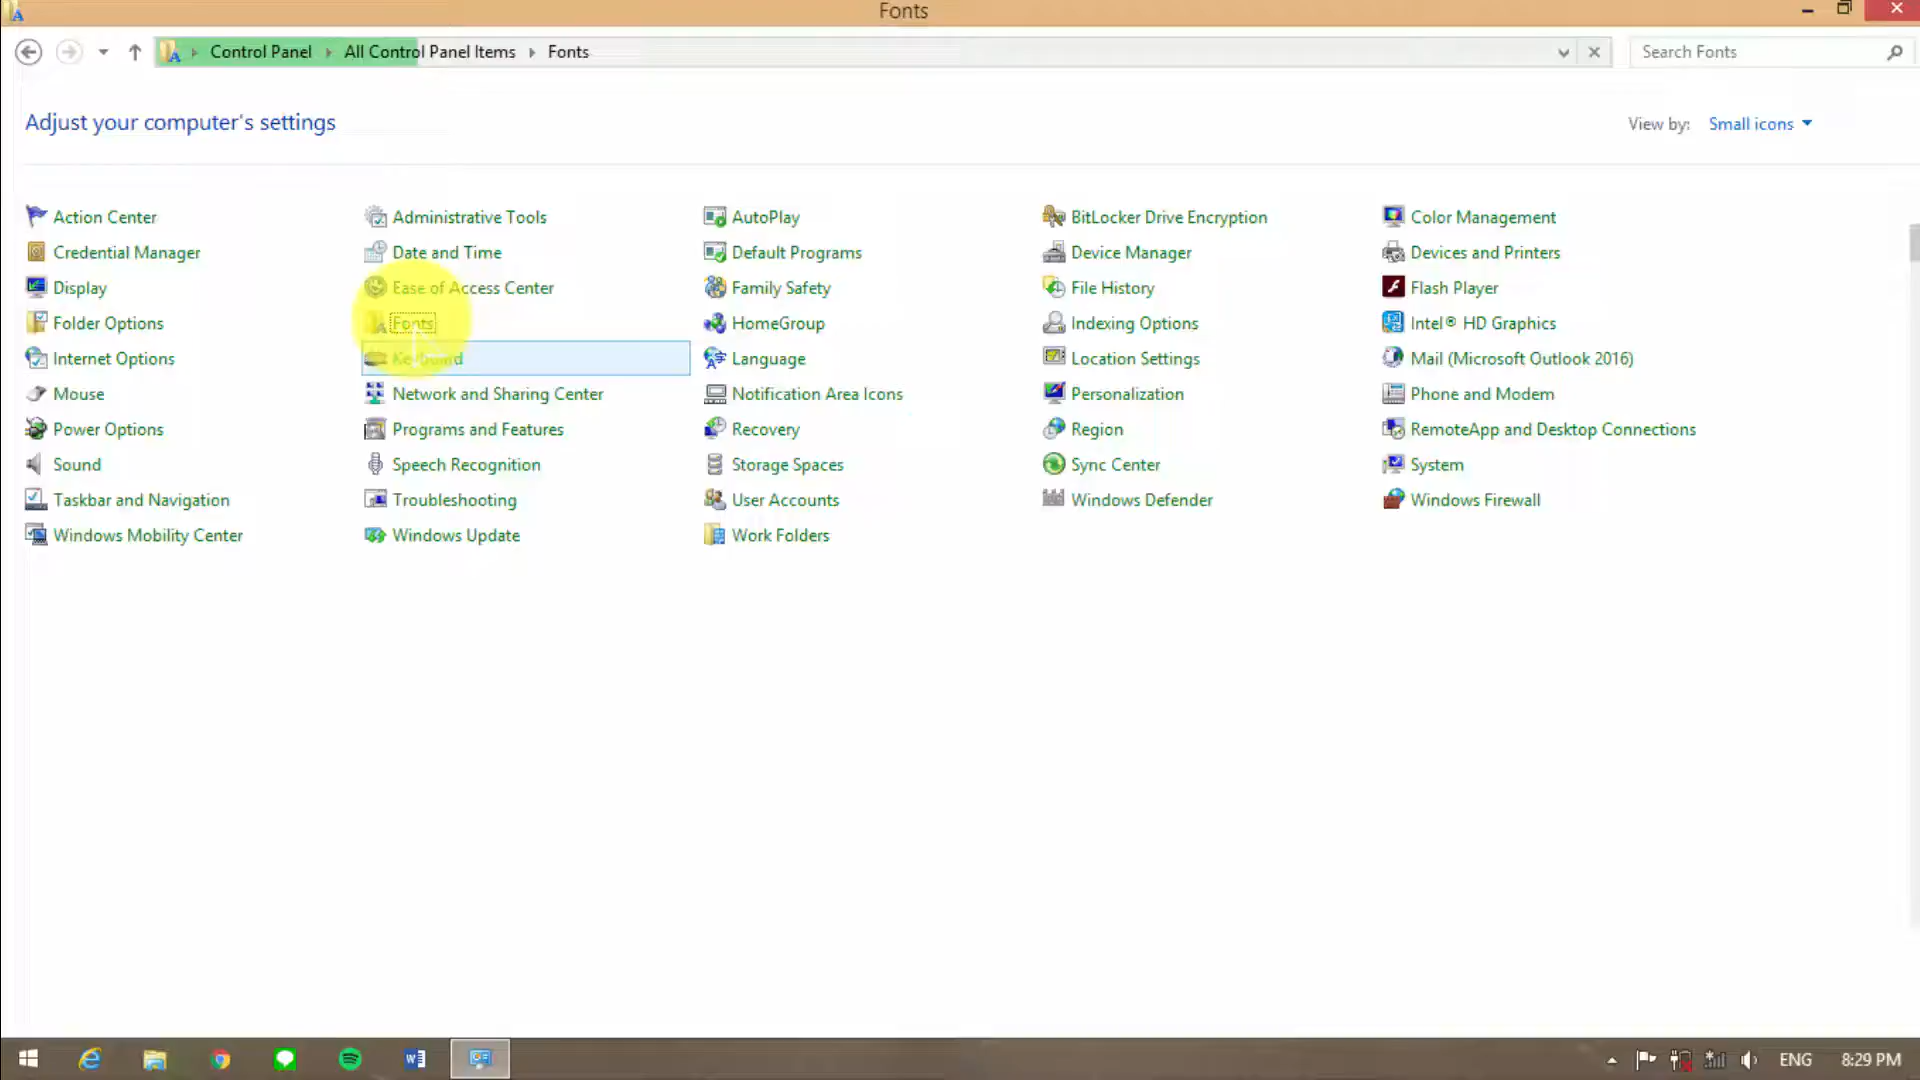 Fonts
Control Panel All Control Panel Items Fonts
Search Fonts
Adjust your computer's settings
View by: Small icons
Action Center
Administrative Tools
AutoPlay
BitLocker Drive Encryption
Color Management
Credential Manager
Date and Time
Default Programs
Device Manager
Devices and Printers
Display
Ease of Access Center
Family Safety
File History
Flash Player
Folder Options
Fonts
HomeGroup
Indexing Options
Intel® HD Graphics
Internet Options
Keyboard
Language
Location Settings
Mail (Microsoft Outlook 2016)
Mouse
Network and Sharing Center
Notification Area Icons
Personalization
Phone and Modem
Power Options
Programs and Features
Recovery
Region
RemoteApp and Desktop Connections
Sound
Speech Recognition
Storage Spaces
Sync Center
System
Taskbar and Navigation
Troubleshooting
User Accounts
Windows Defender
Windows Firewall
Windows Mobility Center
Windows Update
Work Folders
ENG 8:29 PM